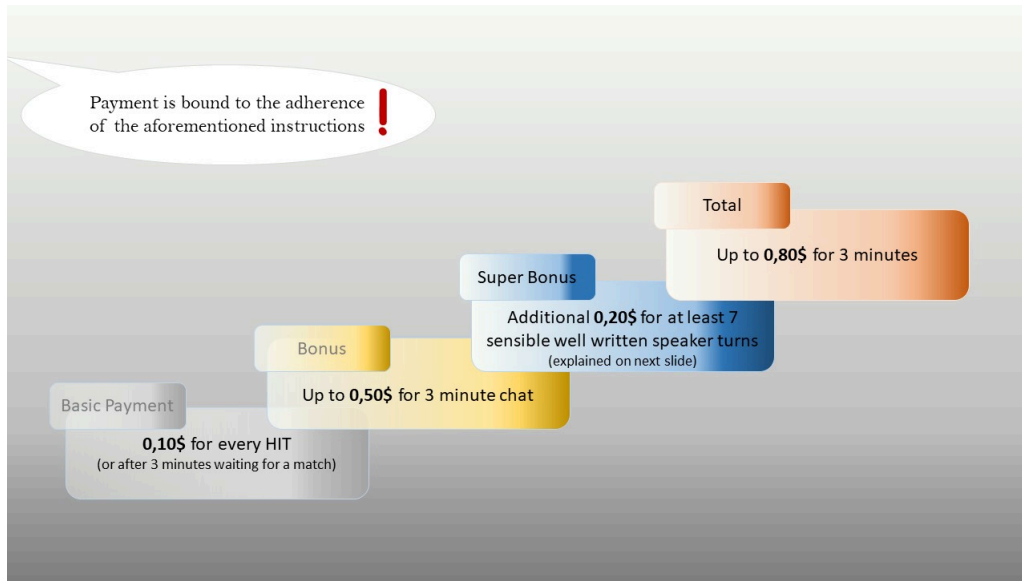 Payment is bound to the adherence
of the aforementioned instructions !
Total
Up to 0,80$ for 3 minutes
Super Bonus
Additional 0,20$ for at least 7
sensible well written speaker turns
(explained on next slide)
Bonus
Up to 0,50$ for 3 minute chat
Basic Payment
0,10$ for every HIT
(or after 3 minutes waiting for a match)